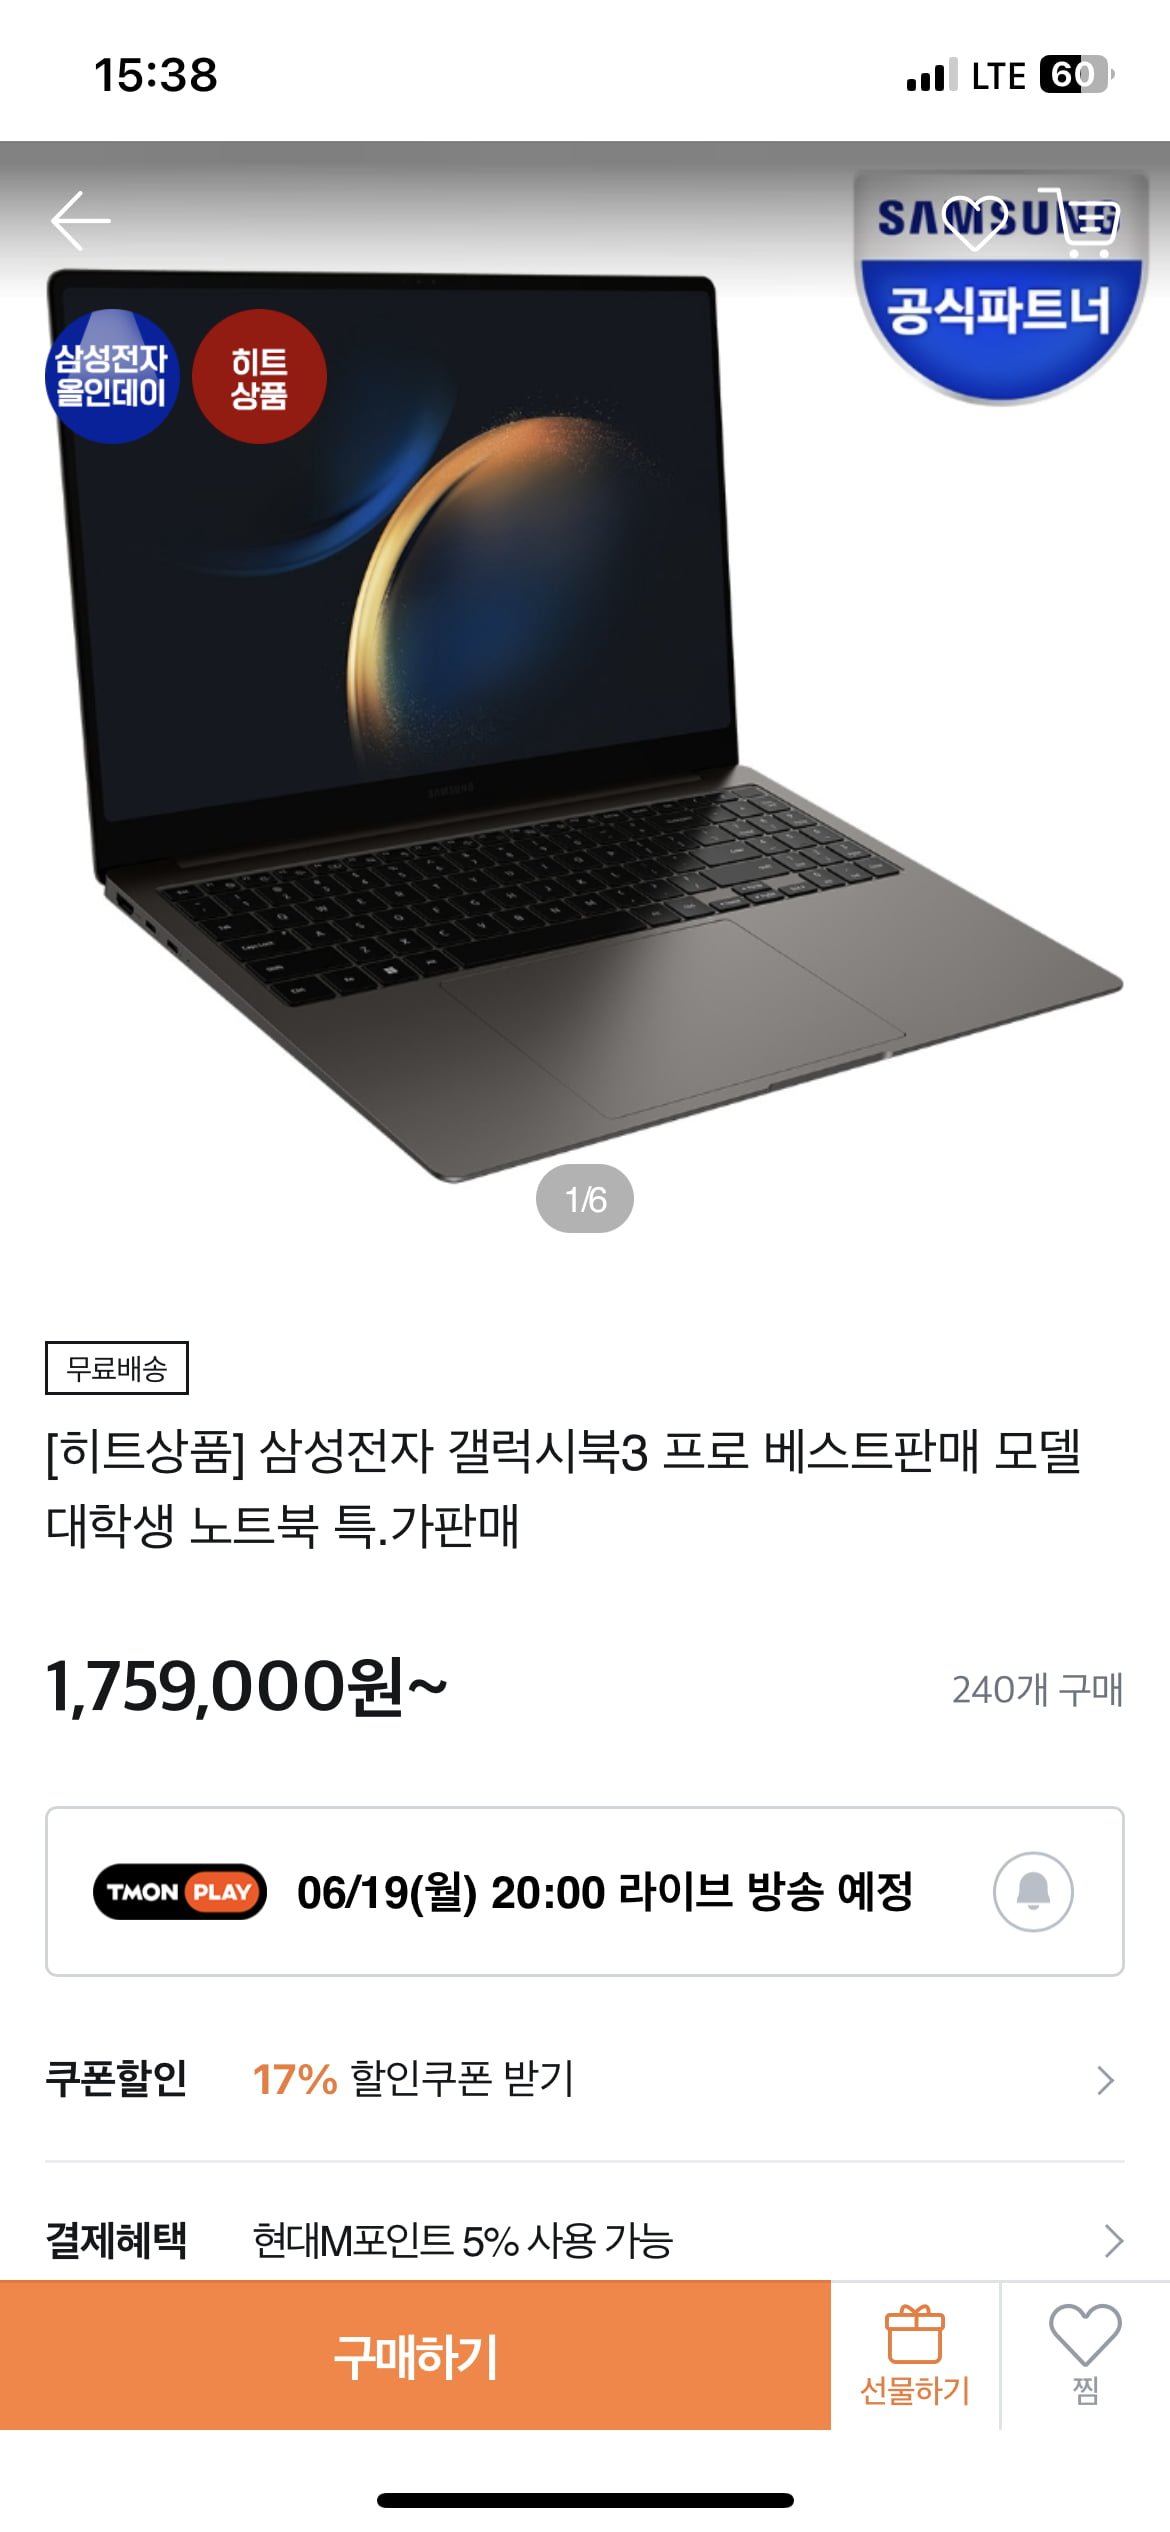 15:38
LTE 60
SAMSUNG
공식파트너
삼성전자
올인데이
히트
상품
SAMSUNG
1/6
무료배송
[히트상품] 삼성전자 갤럭시북3 프로 베스트판매 모델
대학생 노트북 특.가판매
1,759,000원~
240개 구매
TMON PLAY 06/19(월) 20:00 라이브 방송 예정
쿠폰할인 17% 할인쿠폰 받기
결제혜택 현대M포인트 5% 사용 가능
구매하기
선물하기
찜